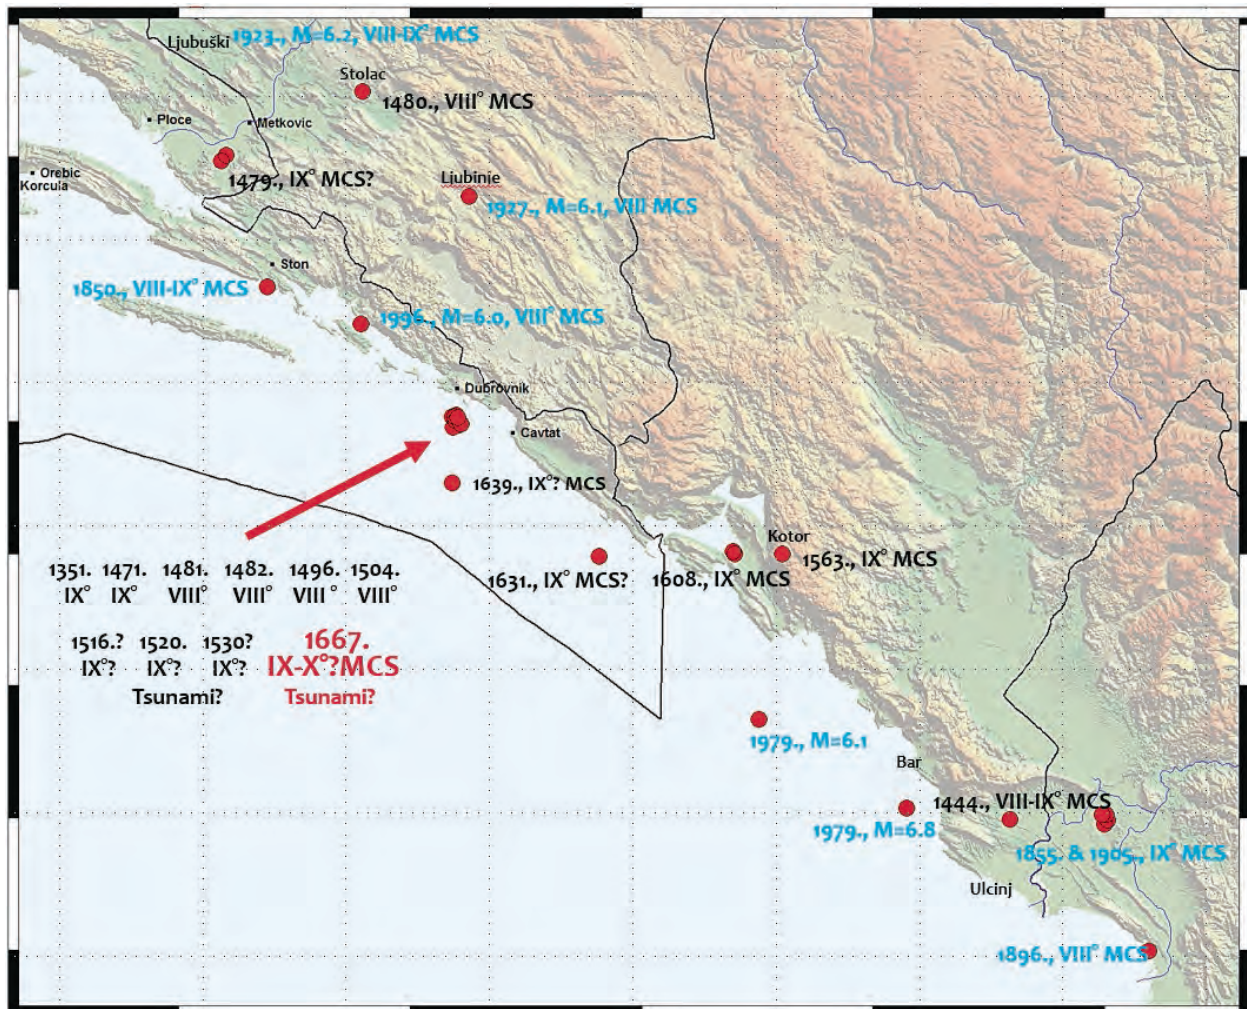 Ljubuški
1923., M=6.2, VIII-IX° MCS
Stolac
1480., VIII° MCS
Ploce
Metkovic
Orebic
Korcula
1479., IX° MCS?
Ljubinje
1927., M=6.1, VIII MCS
Ston
1850., VIII-IX° MCS
1996., M=6.0, VIII° MCS
Dubrovnik
Cavtat
1639., IX°? MCS
Kotor
1631., IX° MCS?
1608., IX° MCS
1563., IX° MCS
1351. 1471. 1481. 1482. 1496. 1504.
IX° IX° VIII° VIII° VIII° VIII°
1516.? 1520. 1530? 1667.
IX°? IX°? IX°? IX-X°?MCS
Tsunami? Tsunami?
1979., M=6.1
Bar
1444., VIII-IX° MCS
1979., M=6.8
1855. & 1905., IX° MCS
Ulcinj
1896., VIII° MCS